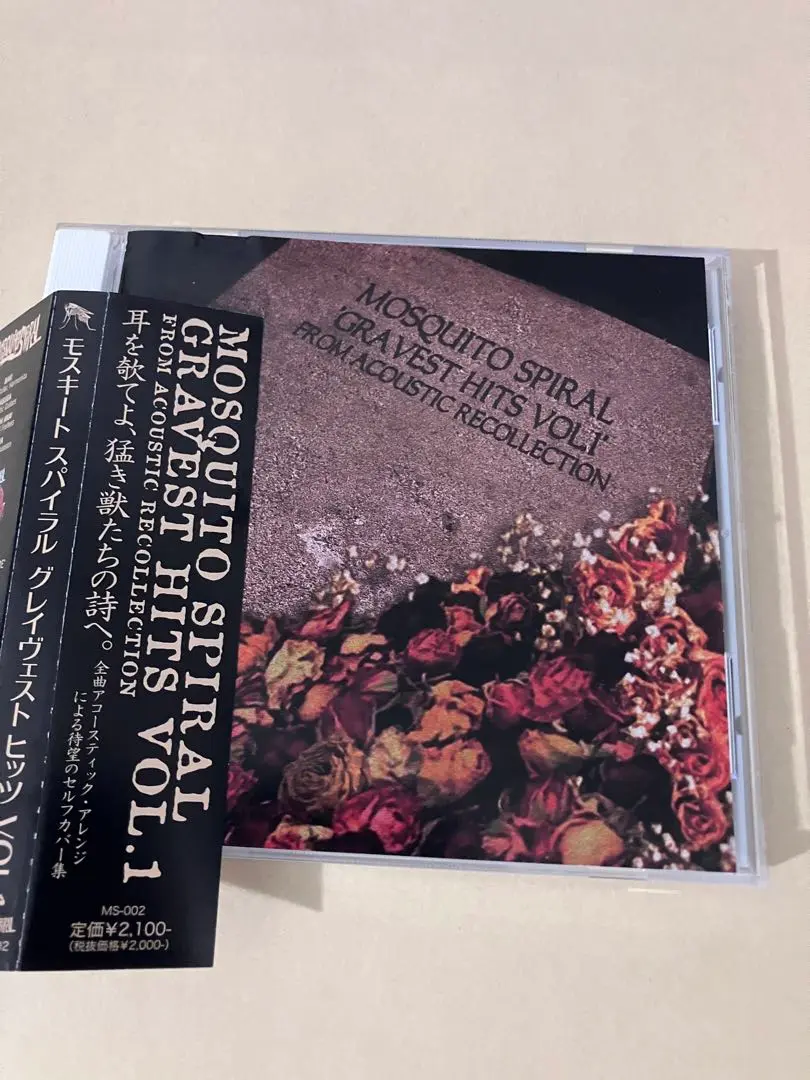 MOSQUITO SPIRAL
'GRAVEST HITS VOL.1'
FROM ACOUSTIC RECOLLECTION
MOSQUITO SPIRAL
GRAVEST HITS VOL.1
FROM ACOUSTIC RECOLLECTION
耳を欹てよ、猛き獣たちの詩へ。
全曲アコースティック・アレンジ
による待望のセルフカバー集
MS-002
定価¥2,100-
(税抜価格¥2,000-)
モスキート スパイラル グレイヴェスト ヒッツ VOL.1